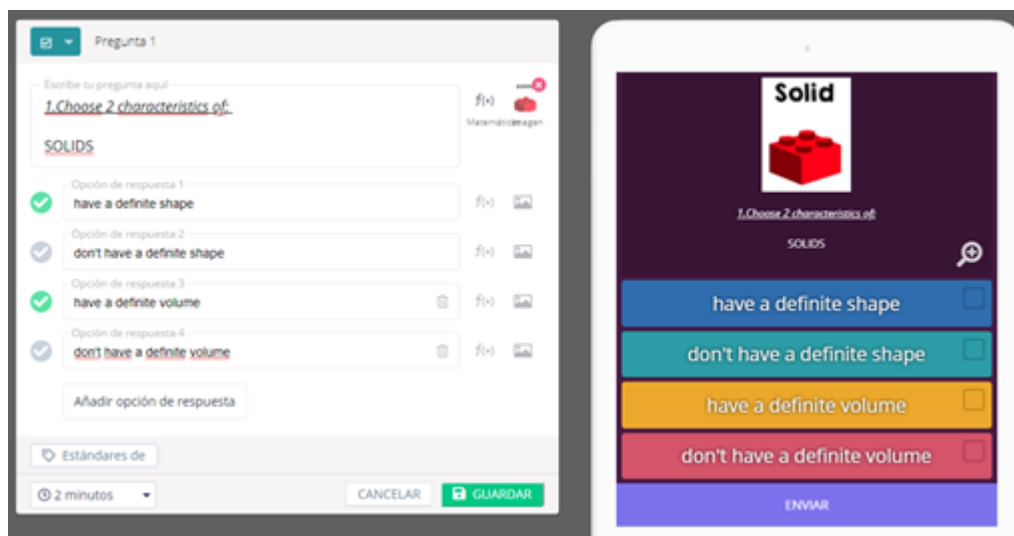 Pregunta 1
Escribe tu pregunta aquí
1.Choose 2 characteristics of:
SOLIDS
f(×)
Matemáticas
Imagen
Opción de respuesta 1
have a definite shape
f(×)
Opción de respuesta 2
don't have a definite shape
f(×)
Opción de respuesta 3
have a definite volume
f(×)
Opción de respuesta 4
don't have a definite volume
f(×)
Añadir opción de respuesta
Estándares de
2 minutos
CANCELAR
GUARDAR
Solid
1.Choose 2 characteristics of:
SOLIDS
have a definite shape
don't have a definite shape
have a definite volume
don't have a definite volume
ENVIAR